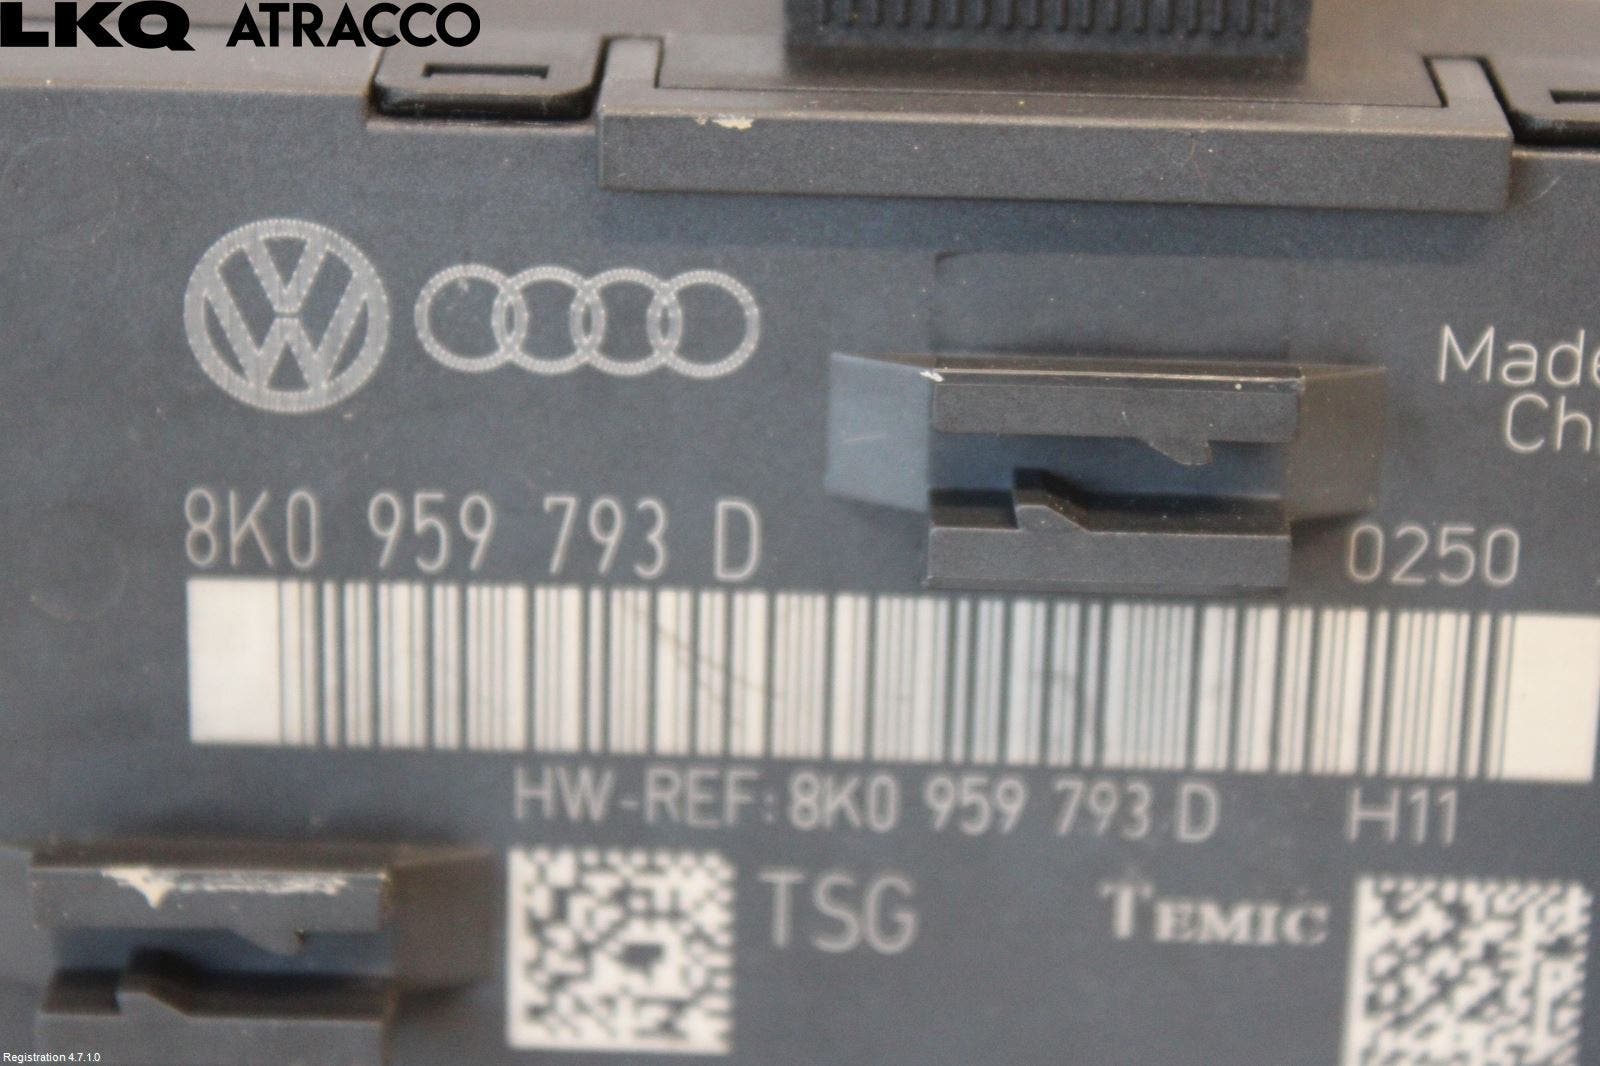 LKQ ATRACCO
Made
Ch
8K0 959 793 D
0250
HW-REF: 8K0 959 793 D H11
TSG TEMIC
Registration 4.7.1.0